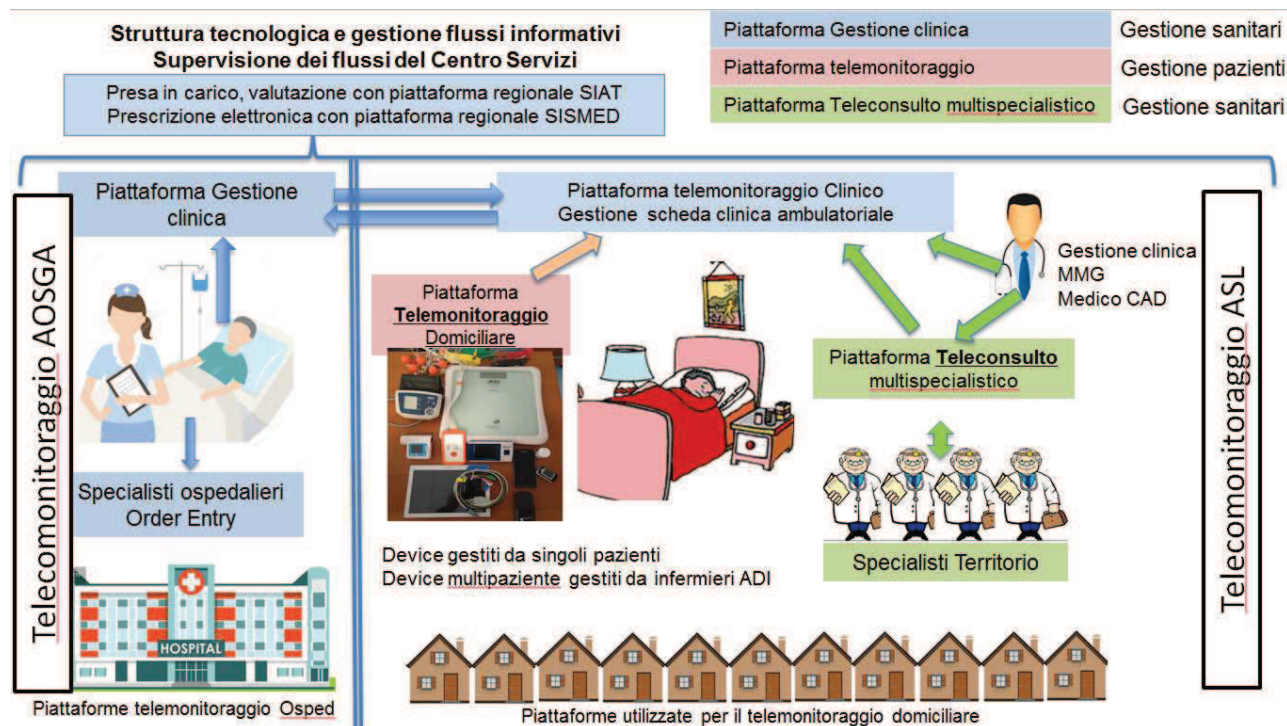 Struttura tecnologica e gestione flussi informativi
Supervisione dei flussi del Centro Servizi
Presa in carico, valutazione con piattaforma regionale SIAT
Prescrizione elettronica con piattaforma regionale SISMED
Piattaforma Gestione clinica
Gestione sanitari
Piattaforma telemonitoraggio
Gestione pazienti
Piattaforma Teleconsulto multispecialistico
Gestione sanitari
Telecomonitoraggio AOSGA
Piattaforma Gestione
clinica
Specialisti ospedalieri
Order Entry
HOSPITAL
Piattaforme telemonitoraggio Osped
Piattaforma telemonitoraggio Clinico
Gestione scheda clinica ambulatoriale
Piattaforma
Telemonitoraggio
Domiciliare
Device gestiti da singoli pazienti
Device multipaziente gestiti da infermieri ADI
Gestione clinica
MMG
Medico CAD
Piattaforma Teleconsulto
multispecialistico
Specialisti Territorio
Piattaforme utilizzate per il telemonitoraggio domiciliare
Telecomonitoraggio ASL